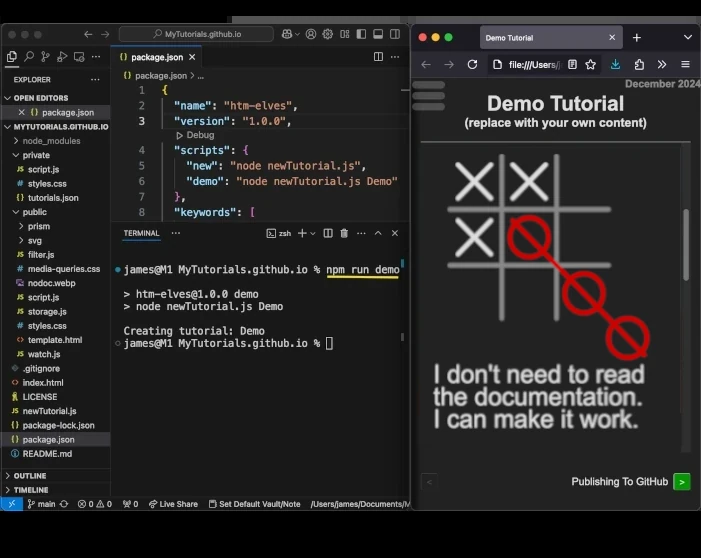 MyTutorials.github.io
EXPLORER
OPEN EDITORS
package.json
MYTUTORIALS.GITHUB.IO
node_modules
private
JS script.js
# styles.css
{} tutorials.json
public
prism
svg
JS filter.js
# media-queries.css
nodoc.webp
JS script.js
JS storage.js
# styles.css
<> template.html
JS watch.js
.gitignore
<> index.html
LICENSE
JS newTutorial.js
{} package-lock.json
{} package.json
README.md
OUTLINE
TIMELINE
{} package.json
{} package.json > ...
1 {
2 "name": "htm-elves",
3 "version": "1.0.0",
Debug
4 "scripts": {
5 "new": "node newTutorial.js",
6 "demo": "node newTutorial.js Demo"
7 },
8 "keywords": [
TERMINAL
zsh
james@M1 MyTutorials.github.io % npm run demo
> htm-elves@1.0.0 demo
> node newTutorial.js Demo
Creating tutorial: Demo
james@M1 MyTutorials.github.io %
main
0 0
0
Live Share
Set Default Vault/Note
/Users/james/Documents/M
Demo Tutorial
file:///Users/j
December 2024
Demo Tutorial
(replace with your own content)
I don't need to read
the documentation.
I can make it work.
<
Publishing To GitHub
>